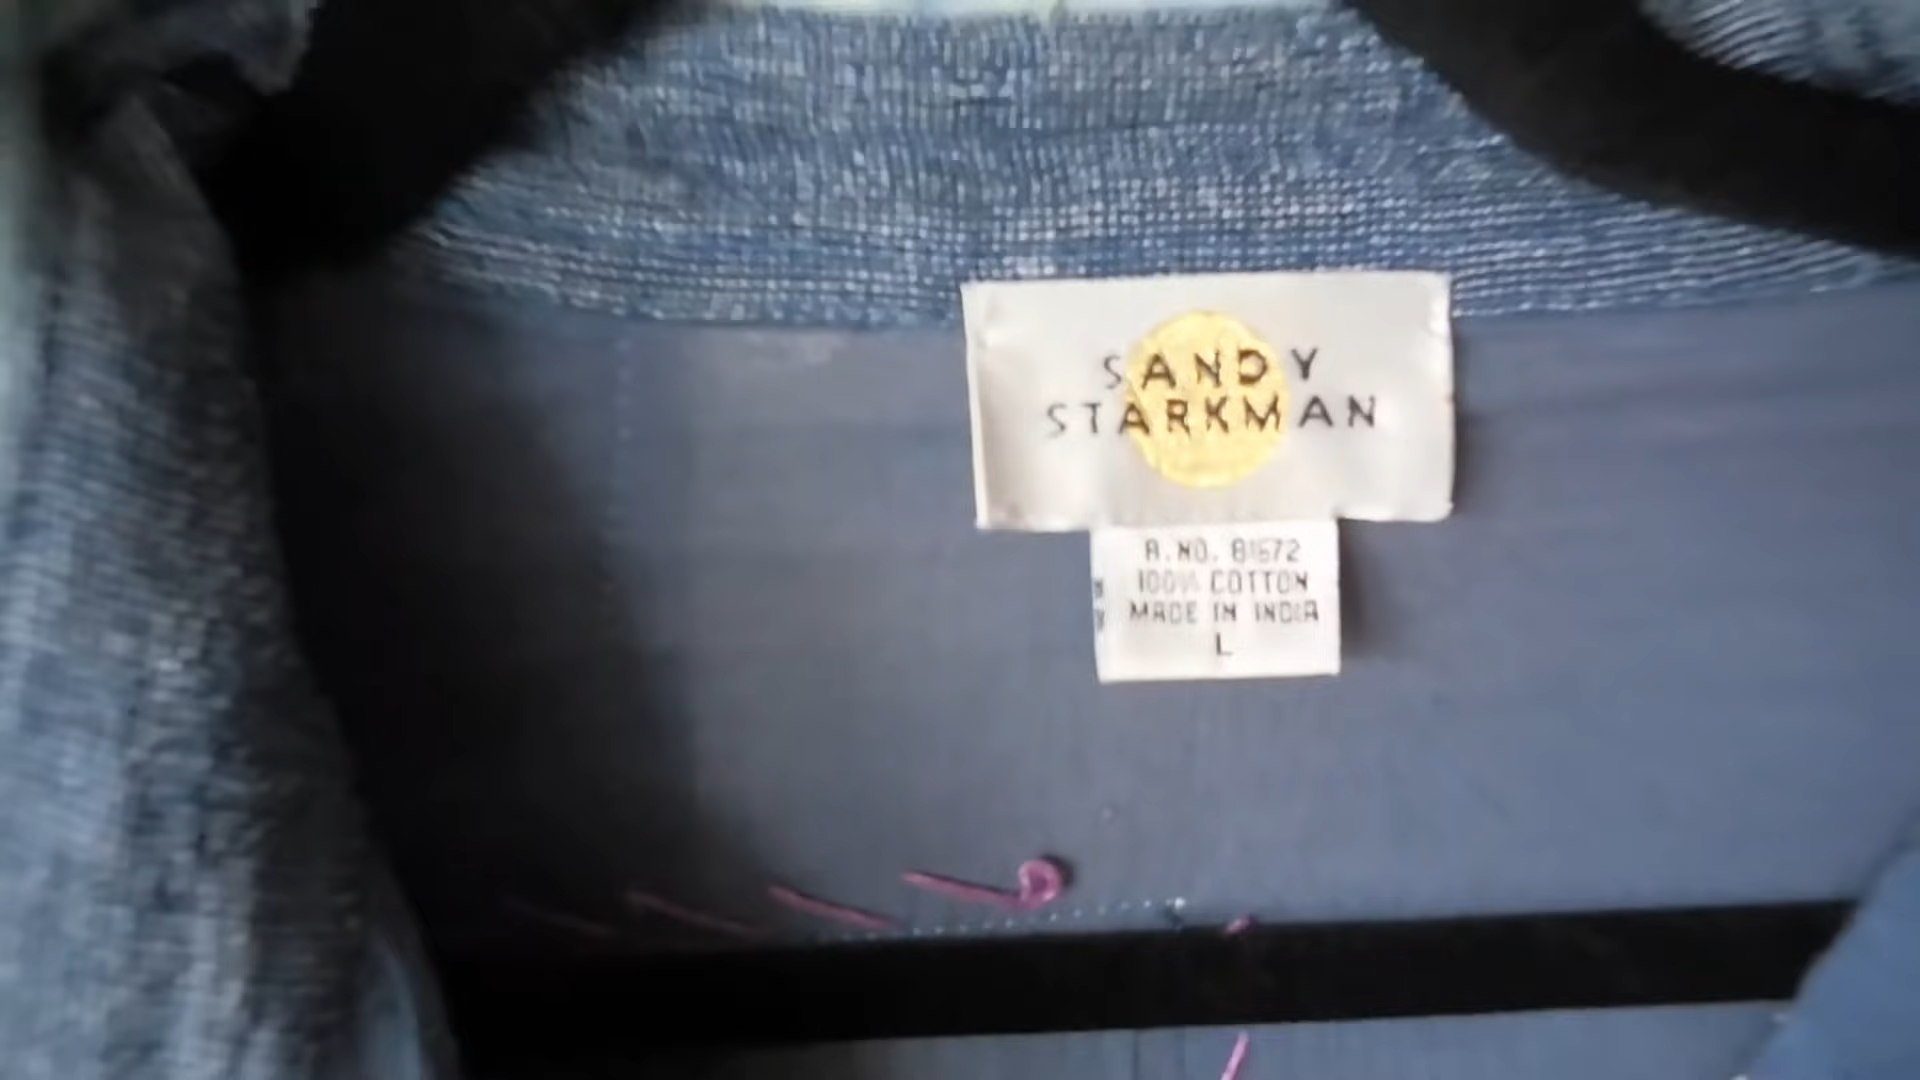 SANDY
STARKMAN
R.NO. 81672
100% COTTON
MADE IN INDIA
L